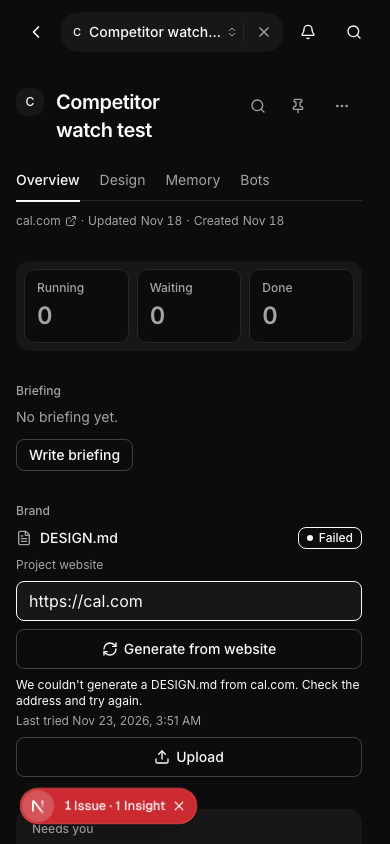 C Competitor watch...
C
Competitor
watch test
Overview Design Memory Bots
cal.com · Updated Nov 18 · Created Nov 18
Running Waiting Done
0 0 0
Briefing
No briefing yet.
Write briefing
Brand
DESIGN.md Failed
Project website
https://cal.com
Generate from website
We couldn't generate a DESIGN.md from cal.com. Check the
address and try again.
Last tried Nov 23, 2026, 3:51 AM
Upload
N 1 Issue · 1 Insight
Needs you